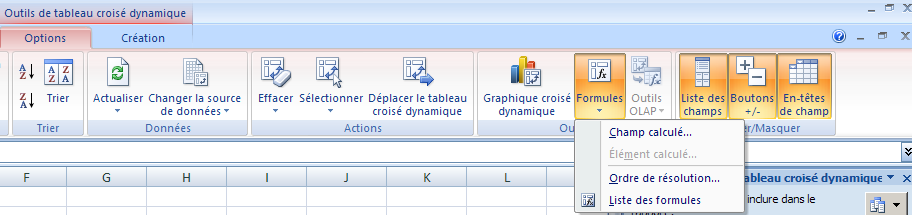 Outils de tableau croisé dynamique
Options Création
A Z Z A A Z Z A
Trier
Actualiser Changer la source de données
Effacer Sélectionner Déplacer le tableau croisé dynamique
Graphique croisé dynamique Formules Outils OLAP
Liste des champs Boutons +/- En-têtes de champ
Trier Données Actions Ou er/Masquer
Champ calculé...
Élément calculé...
Ordre de résolution...
Liste des formules
F G H I J K L
ableau croisé dynamique
inclure dans le